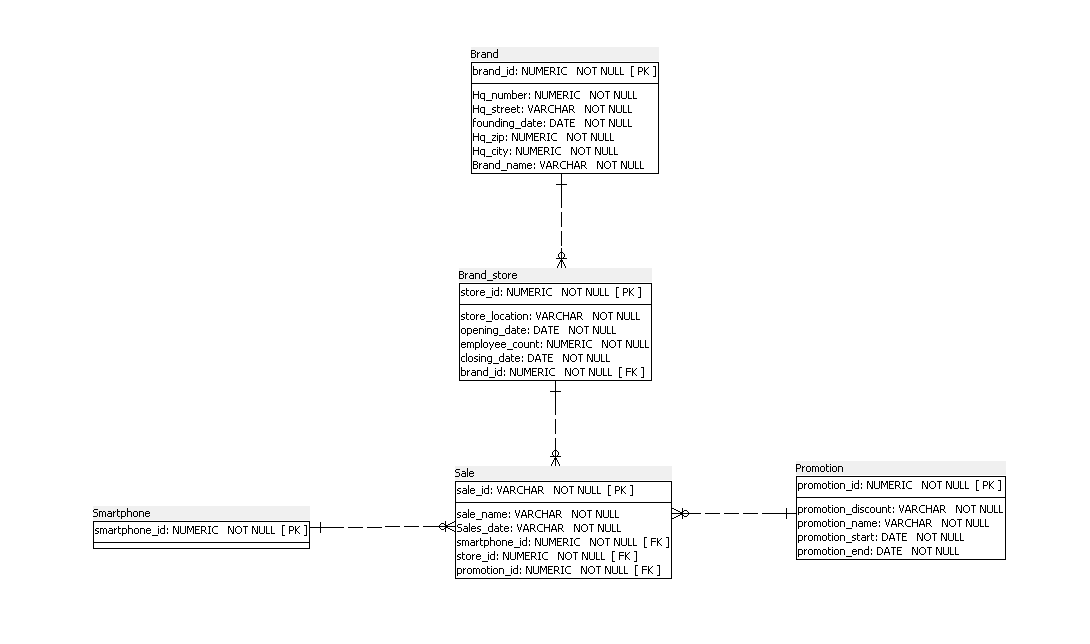 Brand
brand_id: NUMERIC NOT NULL [ PK ]
Hq_number: NUMERIC NOT NULL
Hq_street: VARCHAR NOT NULL
founding_date: DATE NOT NULL
Hq_zip: NUMERIC NOT NULL
Hq_city: NUMERIC NOT NULL
Brand_name: VARCHAR NOT NULL
Brand_store
store_id: NUMERIC NOT NULL [ PK ]
store_location: VARCHAR NOT NULL
opening_date: DATE NOT NULL
employee_count: NUMERIC NOT NULL
closing_date: DATE NOT NULL
brand_id: NUMERIC NOT NULL [ FK ]
Sale
sale_id: VARCHAR NOT NULL [ PK ]
sale_name: VARCHAR NOT NULL
Sales_date: VARCHAR NOT NULL
smartphone_id: NUMERIC NOT NULL [ FK ]
store_id: NUMERIC NOT NULL [ FK ]
promotion_id: NUMERIC NOT NULL [ FK ]
Promotion
promotion_id: NUMERIC NOT NULL [ PK ]
promotion_discount: VARCHAR NOT NULL
promotion_name: VARCHAR NOT NULL
promotion_start: DATE NOT NULL
promotion_end: DATE NOT NULL
Smartphone
smartphone_id: NUMERIC NOT NULL [ PK ]